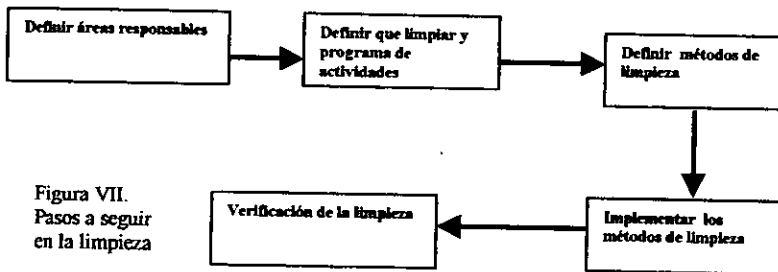 Definir áreas responsables
Definir que limpiar y
programa de
actividades
Definir métodos de
limpieza
Figura VII.
Pasos a seguir
en la limpieza
Verificación de la limpieza
Implementar los
métodos de limpieza